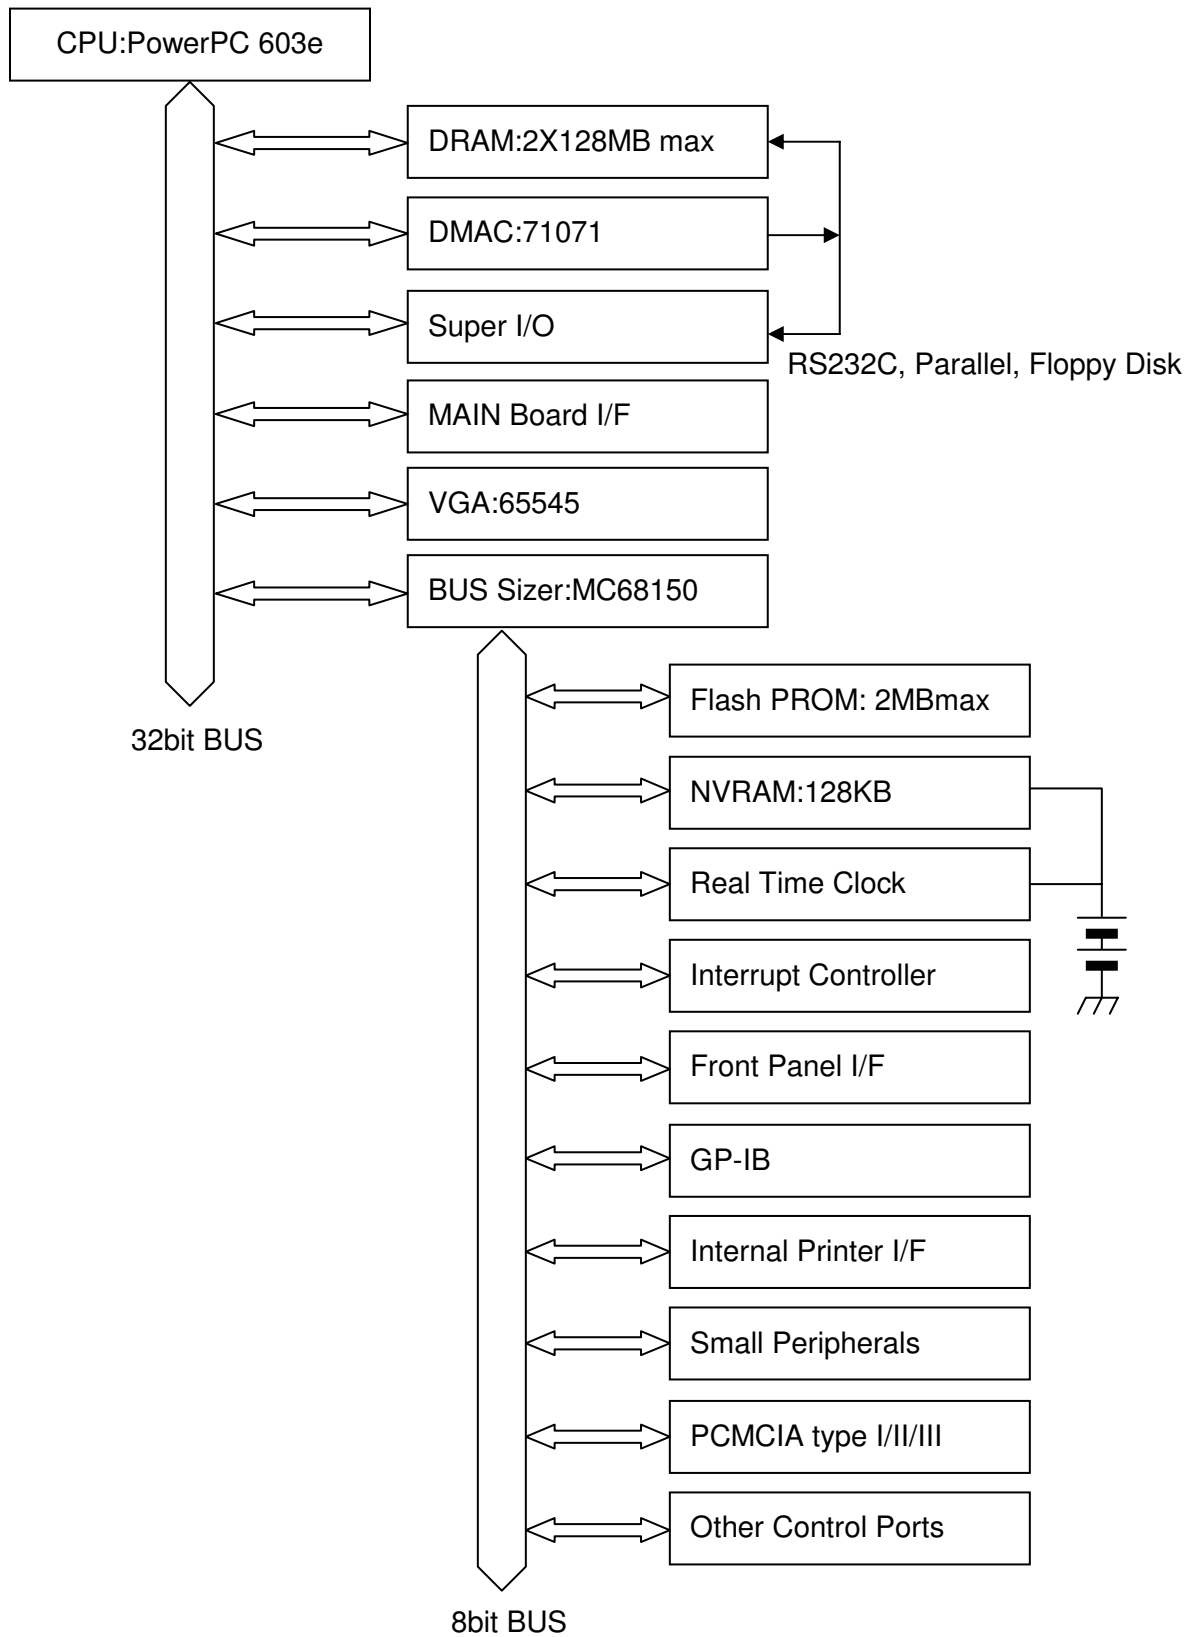 CPU:PowerPC 603e
DRAM:2X128MB max
DMAC:71071
Super I/O
RS232C, Parallel, Floppy Disk
MAIN Board I/F
VGA:65545
BUS Sizer:MC68150
32bit BUS
Flash PROM: 2MBmax
NVRAM:128KB
Real Time Clock
Interrupt Controller
Front Panel I/F
GP-IB
Internal Printer I/F
Small Peripherals
PCMCIA type I/II/III
Other Control Ports
8bit BUS